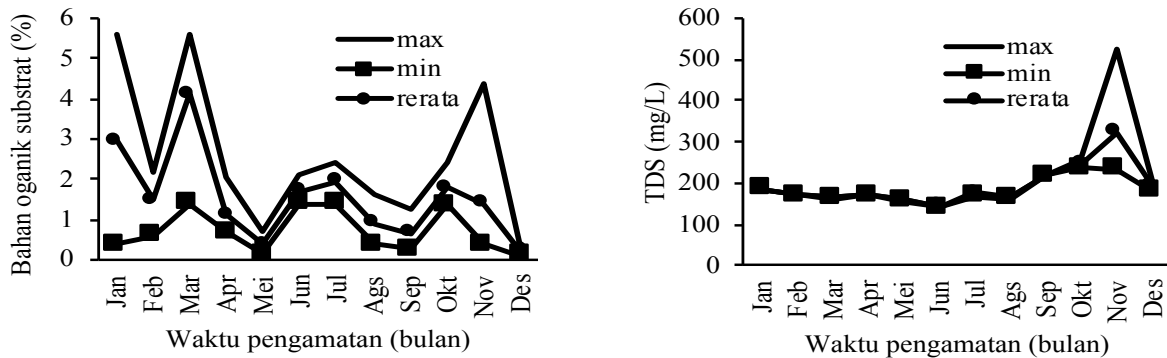 Bahan oganik substrat (%)
6
5
4
3
2
1
0
max
min
rerata
Jan
Feb
Mar
Apr
Mei
Jun
Jul
Ags
Sep
Okt
Nov
Des
Waktu pengamatan (bulan)
TDS (mg/L)
600
500
400
300
200
100
0
max
min
rerata
Jan
Feb
Mar
Apr
Mei
Jun
Jul
Ags
Sep
Okt
Nov
Des
Waktu pengamatan (bulan)